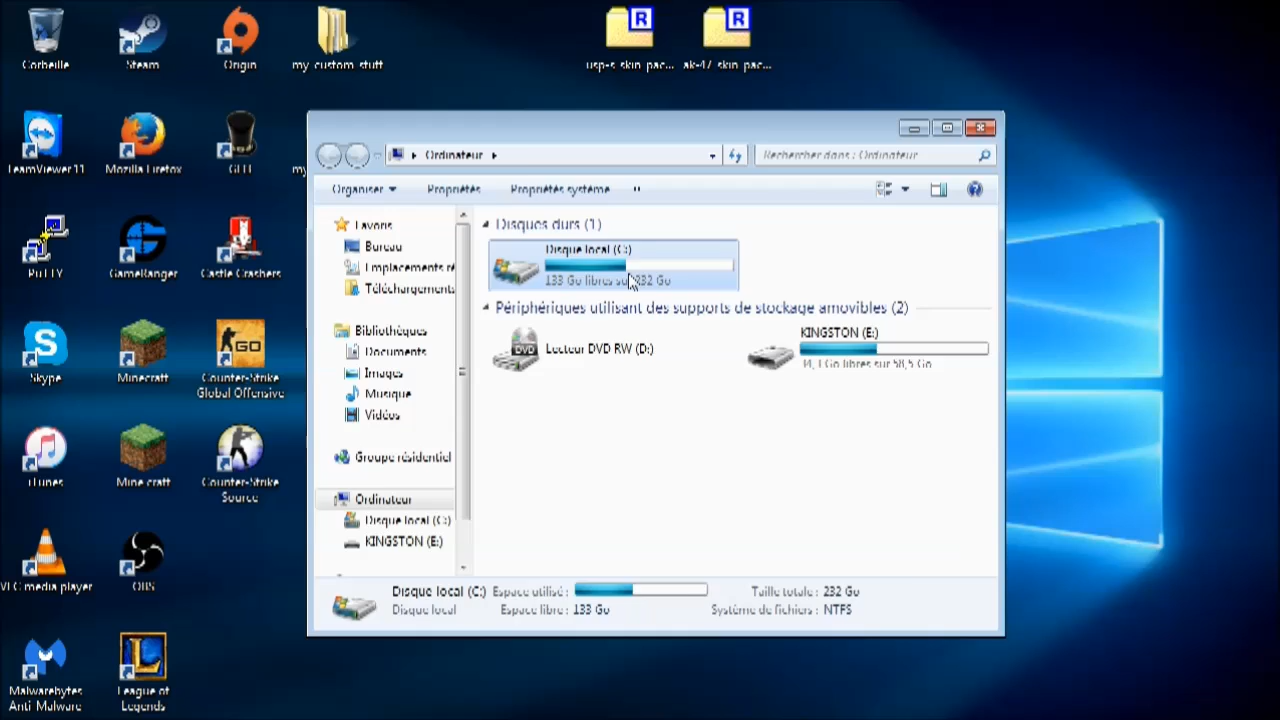 Corbeille
Steam
Origin
my custom stuff
usp-s skin pac...
ak-47 skin pac...
TeamViewer 11
Mozilla Firefox
my
PuTTY
GameRanger
Castle Crashers
Skype
Minecraft
Counter-Strike
Global Offensive
iTunes
Minecraft
Counter-Strike
Source
VLC media player
OBS
Malwarebytes
Anti-Malware
League of
Legends
Ordinateur
Rechercher dans : Ordinateur
Organiser
Propriétés
Propriétés système
Favoris
Bureau
Emplacements ré
Téléchargements
Bibliothèques
Documents
Images
Musique
Vidéos
Groupe résidentiel
Ordinateur
Disque local (C:)
KINGSTON (E:)
Disques durs (1)
Disque local (C:)
133 Go libres sur 232 Go
Périphériques utilisant des supports de stockage amovibles (2)
DVD
Lecteur DVD RW (D:)
KINGSTON (E:)
Go libres sur 58,5 Go
Disque local (C:) Espace utilisé : Taille totale : 232 Go
Disque local Espace libre : 133 Go Système de fichiers : NTFS